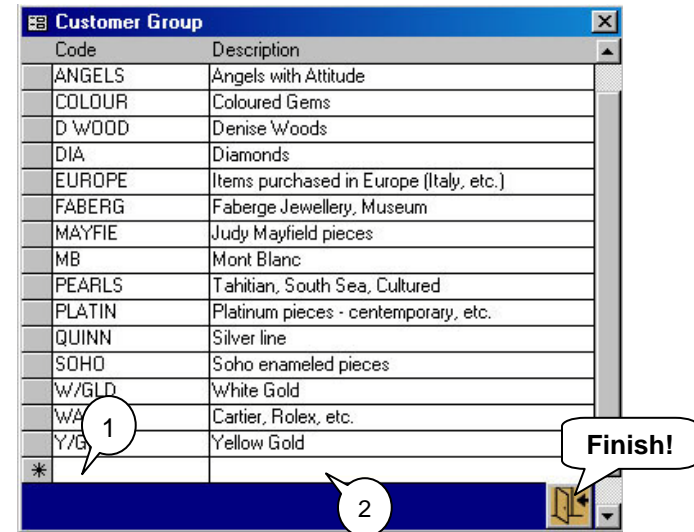 Customer Group
Code Description
ANGELS Angels with Attitude
COLOUR Coloured Gems
D WOOD Denise Woods
DIA Diamonds
EUROPE Items purchased in Europe (Italy, etc.)
FABERG Faberge Jewellery, Museum
MAYFIE Judy Mayfield pieces
MB Mont Blanc
PEARLS Tahitian, South Sea, Cultured
PLATIN Platinum pieces - centemporary, etc.
QUINN Silver line
SOHO Soho enameled pieces
W/GLD White Gold
Cartier, Rolex, etc.
1
Yellow Gold
Finish!
2